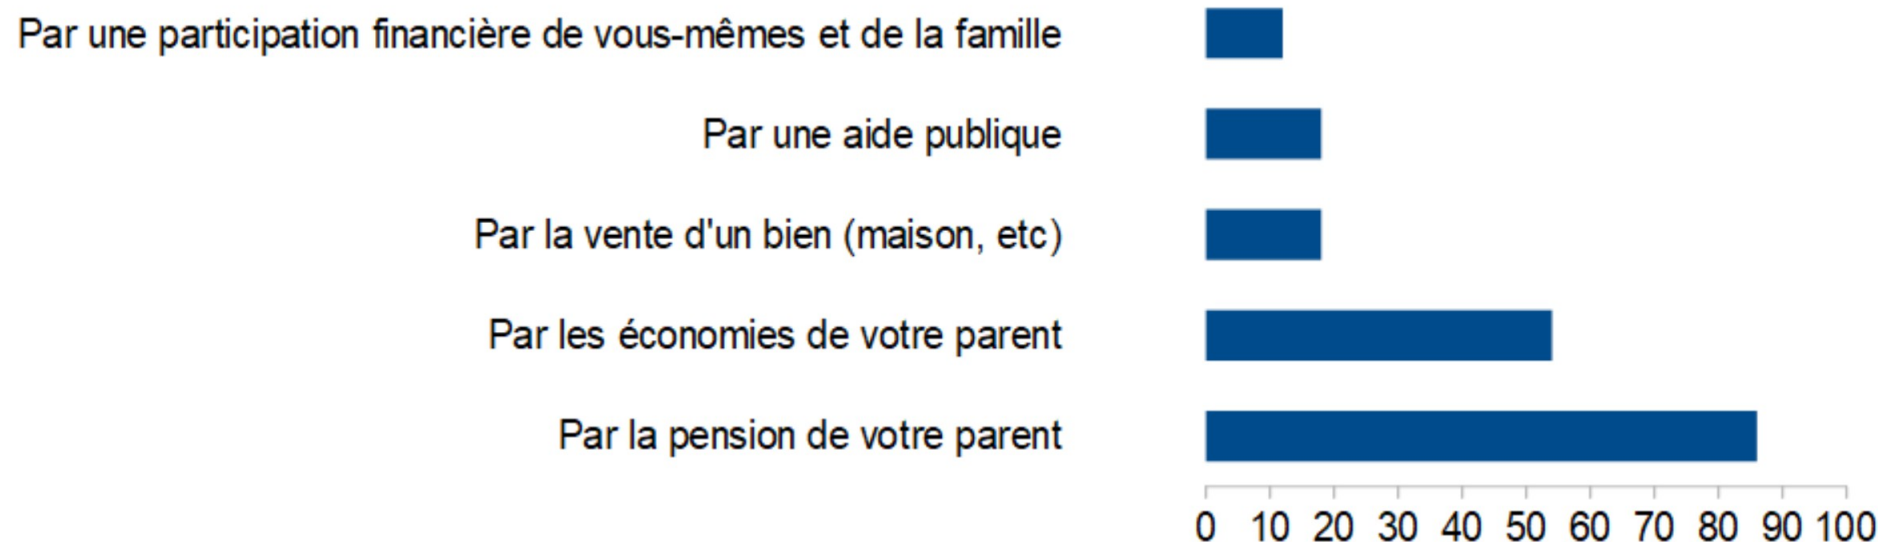 Par une participation financière de vous-mêmes et de la famille
Par une aide publique
Par la vente d'un bien (maison, etc)
Par les économies de votre parent
Par la pension de votre parent
0 10 20 30 40 50 60 70 80 90 100